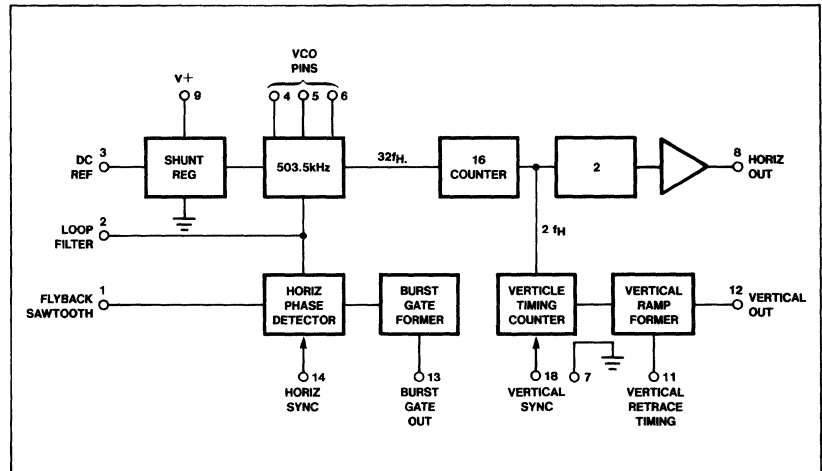 VCO
PINS
V+
9
4
5
6
3
DC
REF
SHUNT
REG
503.5kHz
32fH.
16
COUNTER
2
8
HORIZ
OUT
2
LOOP
FILTER
2 fH
1
FLYBACK
SAWTOOTH
HORIZ
PHASE
DETECTOR
BURST
GATE
FORMER
VERTICLE
TIMING
COUNTER
VERTICAL
RAMP
FORMER
12
VERTICAL
OUT
14
HORIZ
SYNC
13
BURST
GATE
OUT
18
VERTICAL
SYNC
7
11
VERTICAL
RETRACE
TIMING